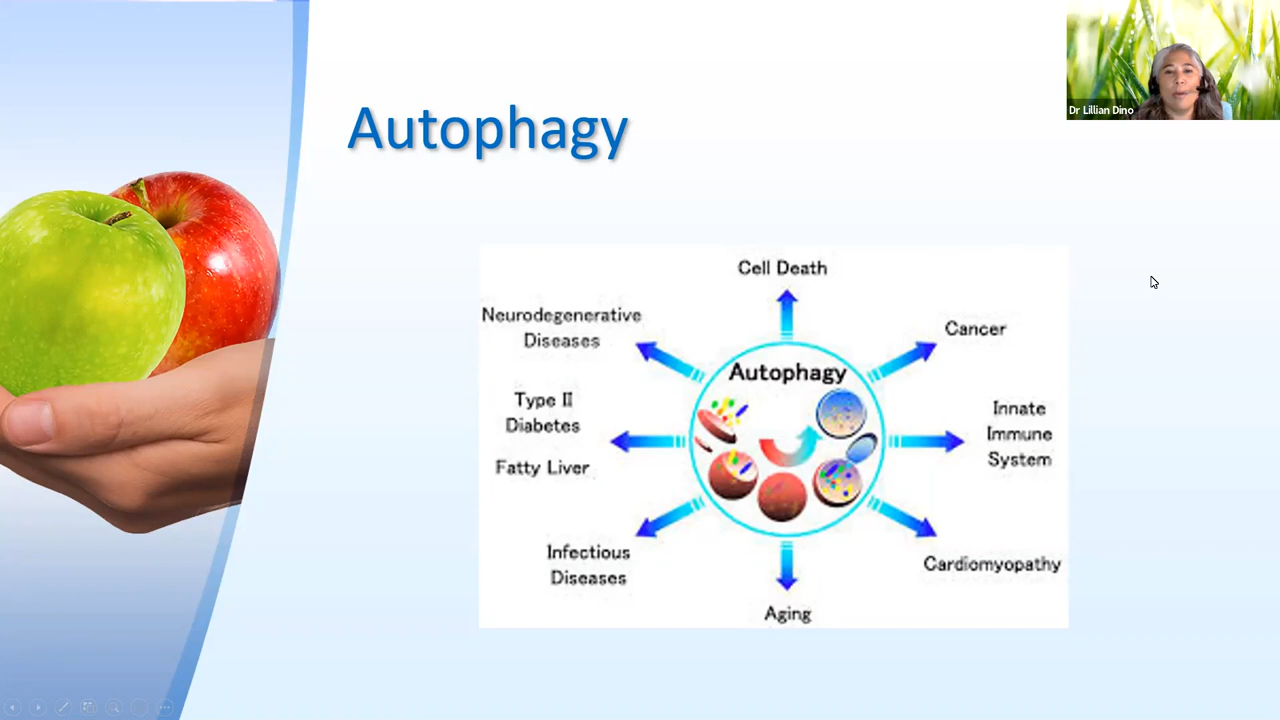 Dr Lillian Dino
Autophagy
Cell Death
Neurodegenerative
Diseases
Cancer
Autophagy
Type II
Diabetes
Innate
Immune
System
Fatty Liver
Infectious
Diseases
Cardiomyopathy
Aging